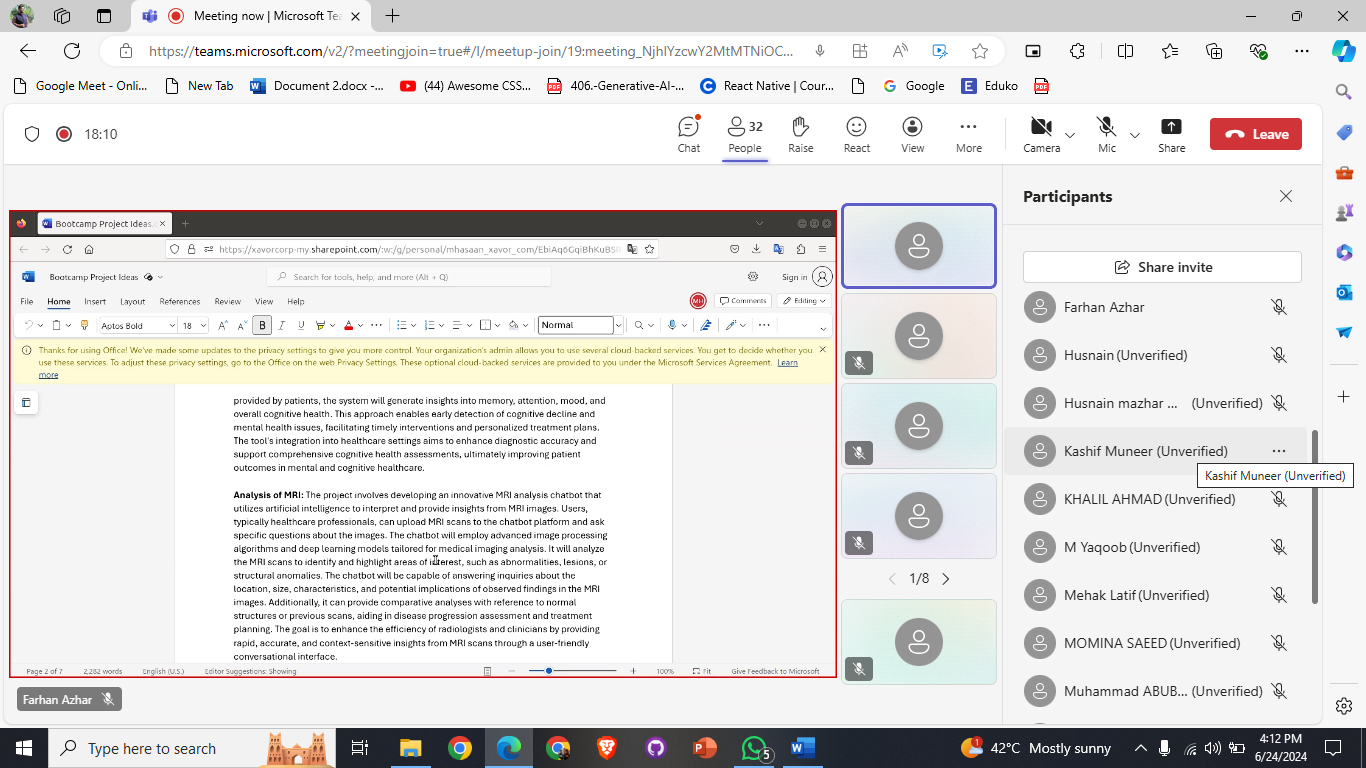 Meeting now | Microsoft Tea
https://teams.microsoft.com/v2/?meetingjoin=true#/l/meetup-join/19:meeting_NjhlYzcwY2MtMTNiOC...
Google Meet - Onli...
New Tab
Document 2.docx -...
(44) Awesome CSS...
406.-Generative-AI-...
React Native | Cour...
Google
Eduko
18:10
Chat
32
People
Raise
React
View
More
Camera
Mic
Share
Leave
Bootcamp Project Ideas.
https://xavorcorp-my.sharepoint.com/:w:/g/personal/mhasaan_xavor_com/EbiAq6GqiBhKuBSR
Bootcamp Project Ideas
Search for tools, help, and more (Alt + Q)
Sign in
File
Home
Insert
Layout
References
Review
View
Help
MH
Comments
Editing
Aptos Bold
18
B
I
U
Normal
Thanks for using Office! We've made some updates to the privacy settings to give you more control. Your organization's admin allows you to use several cloud-backed services. You get to decide whether you
use these services. To adjust these privacy settings, go to the Office on the web Privacy Settings. These optional cloud-backed services are provided to you under the Microsoft Services Agreement. Learn
more
provided by patients, the system will generate insights into memory, attention, mood, and
overall cognitive health. This approach enables early detection of cognitive decline and
mental health issues, facilitating timely interventions and personalized treatment plans.
The tool's integration into healthcare settings aims to enhance diagnostic accuracy and
support comprehensive cognitive health assessments, ultimately improving patient
outcomes in mental and cognitive healthcare.
Analysis of MRI: The project involves developing an innovative MRI analysis chatbot that
utilizes artificial intelligence to interpret and provide insights from MRI images. Users,
typically healthcare professionals, can upload MRI scans to the chatbot platform and ask
specific questions about the images. The chatbot will employ advanced image processing
algorithms and deep learning models tailored for medical imaging analysis. It will analyze
the MRI scans to identify and highlight areas of interest, such as abnormalities, lesions, or
structural anomalies. The chatbot will be capable of answering inquiries about the
location, size, characteristics, and potential implications of observed findings in the MRI
images. Additionally, it can provide comparative analyses with reference to normal
structures or previous scans, aiding in disease progression assessment and treatment
planning. The goal is to enhance the efficiency of radiologists and clinicians by providing
rapid, accurate, and context-sensitive insights from MRI scans through a user-friendly
conversational interface.
Page 2 of 7
2,282 words
English (U.S.)
Editor Suggestions: Showing
100%
Fit
Give Feedback to Microsoft
Farhan Azhar
1/8
Participants
Share invite
Farhan Azhar
Husnain (Unverified)
Husnain mazhar ... (Unverified)
Kashif Muneer (Unverified)
Kashif Muneer (Unverified)
KHALIL AHMAD (Unverified)
M Yaqoob (Unverified)
Mehak Latif (Unverified)
MOMINA SAEED (Unverified)
Muhammad ABUB... (Unverified)
Type here to search
5
1
42°C Mostly sunny
4:12 PM
6/24/2024